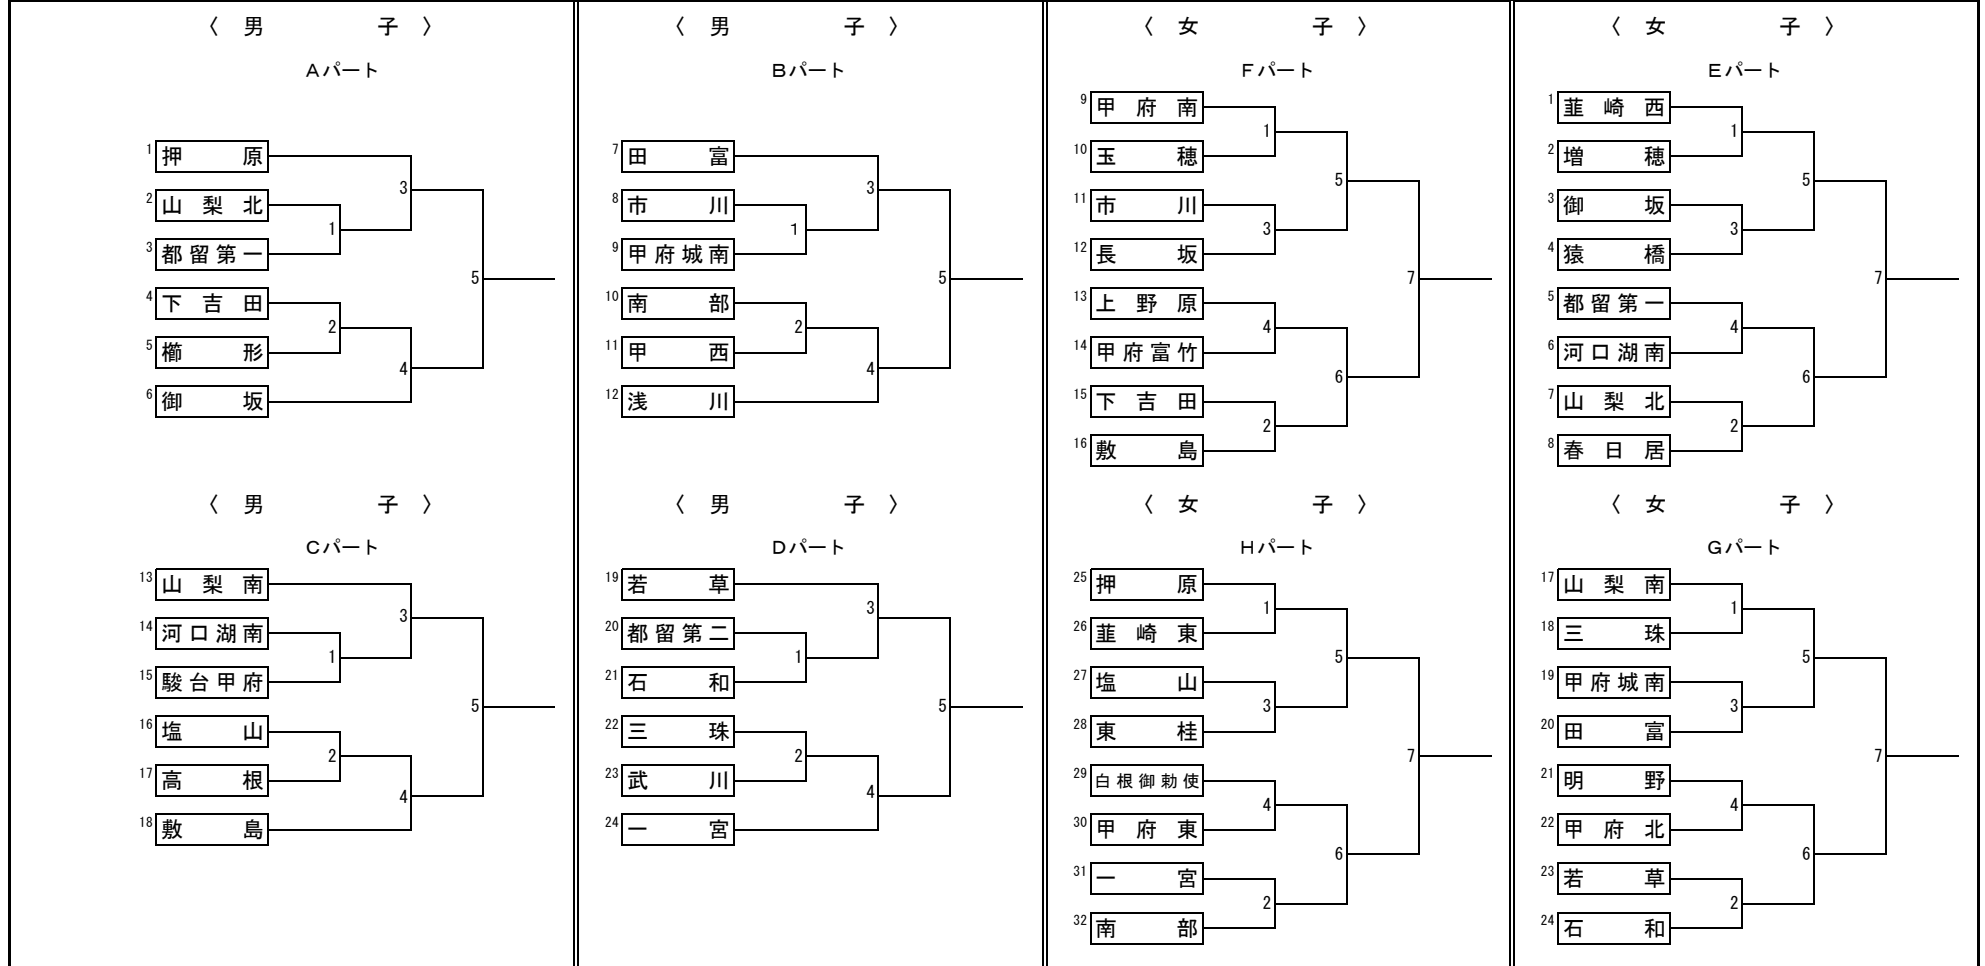 〈 男 子 〉
Aパート
1 押原
2 山梨北
3 都留第一
4 下吉田
5 櫛形
6 御坂
3
1
5
2
4
〈 男 子 〉
Bパート
7 田富
8 市川
9 甲府城南
10 南部
11 甲西
12 浅川
3
1
5
2
4
〈 女 子 〉
Fパート
9 甲府南
10 玉穂
11 市川
12 長坂
13 上野原
14 甲府富竹
15 下吉田
16 敷島
1
5
3
7
4
6
2
〈 女 子 〉
Eパート
1 韮崎西
2 増穂
3 御坂
4 猿橋
5 都留第一
6 河口湖南
7 山梨北
8 春日居
1
5
3
7
4
6
2
〈 男 子 〉
Cパート
13 山梨南
14 河口湖南
15 駿台甲府
16 塩山
17 高根
18 敷島
3
1
5
2
4
〈 男 子 〉
Dパート
19 若草
20 都留第二
21 石和
22 三珠
23 武川
24 一宮
3
1
5
2
4
〈 女 子 〉
Hパート
25 押原
26 韮崎東
27 塩山
28 東桂
29 白根御勅使
30 甲府東
31 一宮
32 南部
1
5
3
7
4
6
2
〈 女 子 〉
Gパート
17 山梨南
18 三珠
19 甲府城南
20 田富
21 明野
22 甲府北
23 若草
24 石和
1
5
3
7
4
6
2